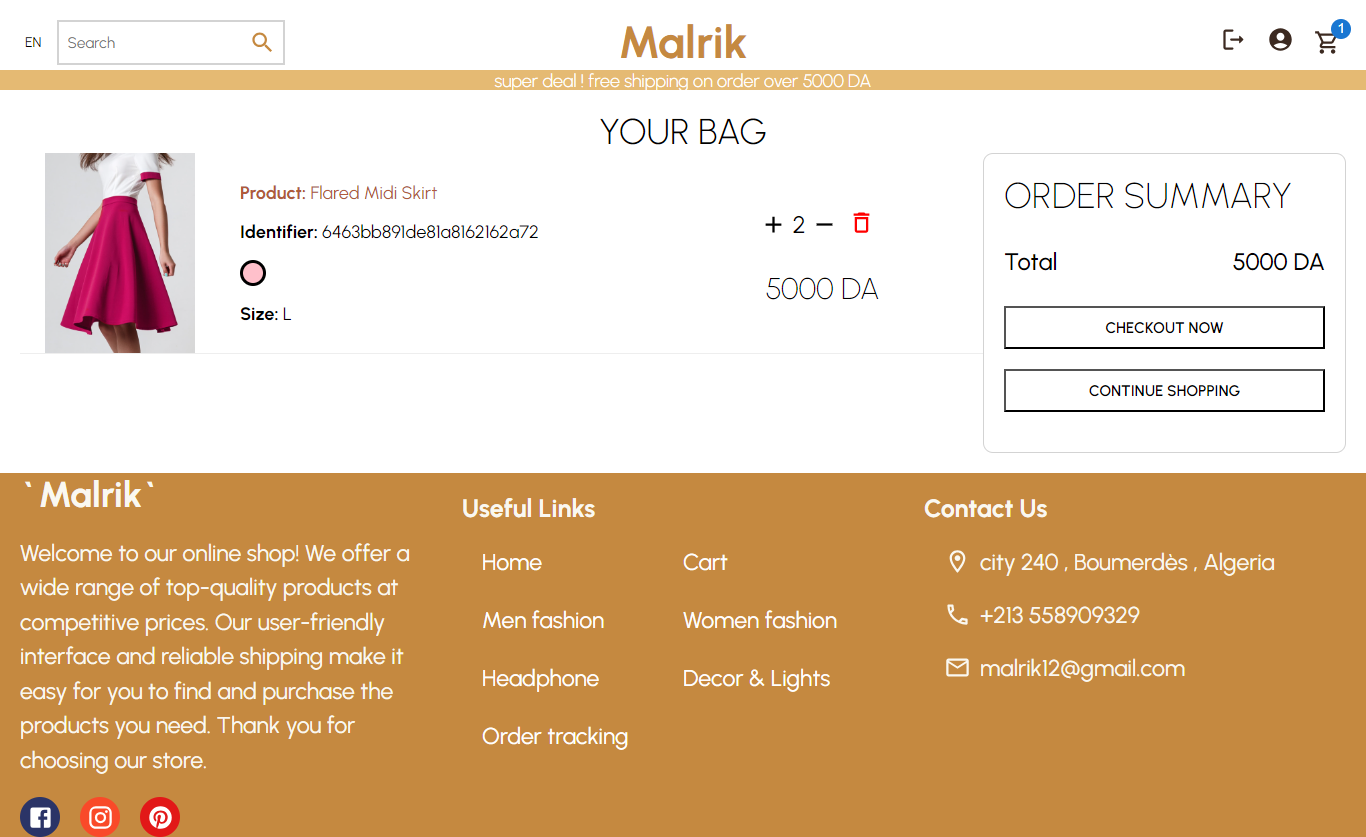 EN
Search
Malrik
1
super deal ! free shipping on order over 5000 DA
YOUR BAG
Product: Flared Midi Skirt
Identifier: 6463bb891de81a8162162a72
Size: L
+ 2 −
5000 DA
ORDER SUMMARY
Total 5000 DA
CHECKOUT NOW
CONTINUE SHOPPING
`Malrik`
Welcome to our online shop! We offer a
wide range of top-quality products at
competitive prices. Our user-friendly
interface and reliable shipping make it
easy for you to find and purchase the
products you need. Thank you for
choosing our store.
Useful Links
Home Cart
Men fashion Women fashion
Headphone Decor & Lights
Order tracking
Contact Us
city 240 , Boumerdès , Algeria
+213 558909329
malrik12@gmail.com